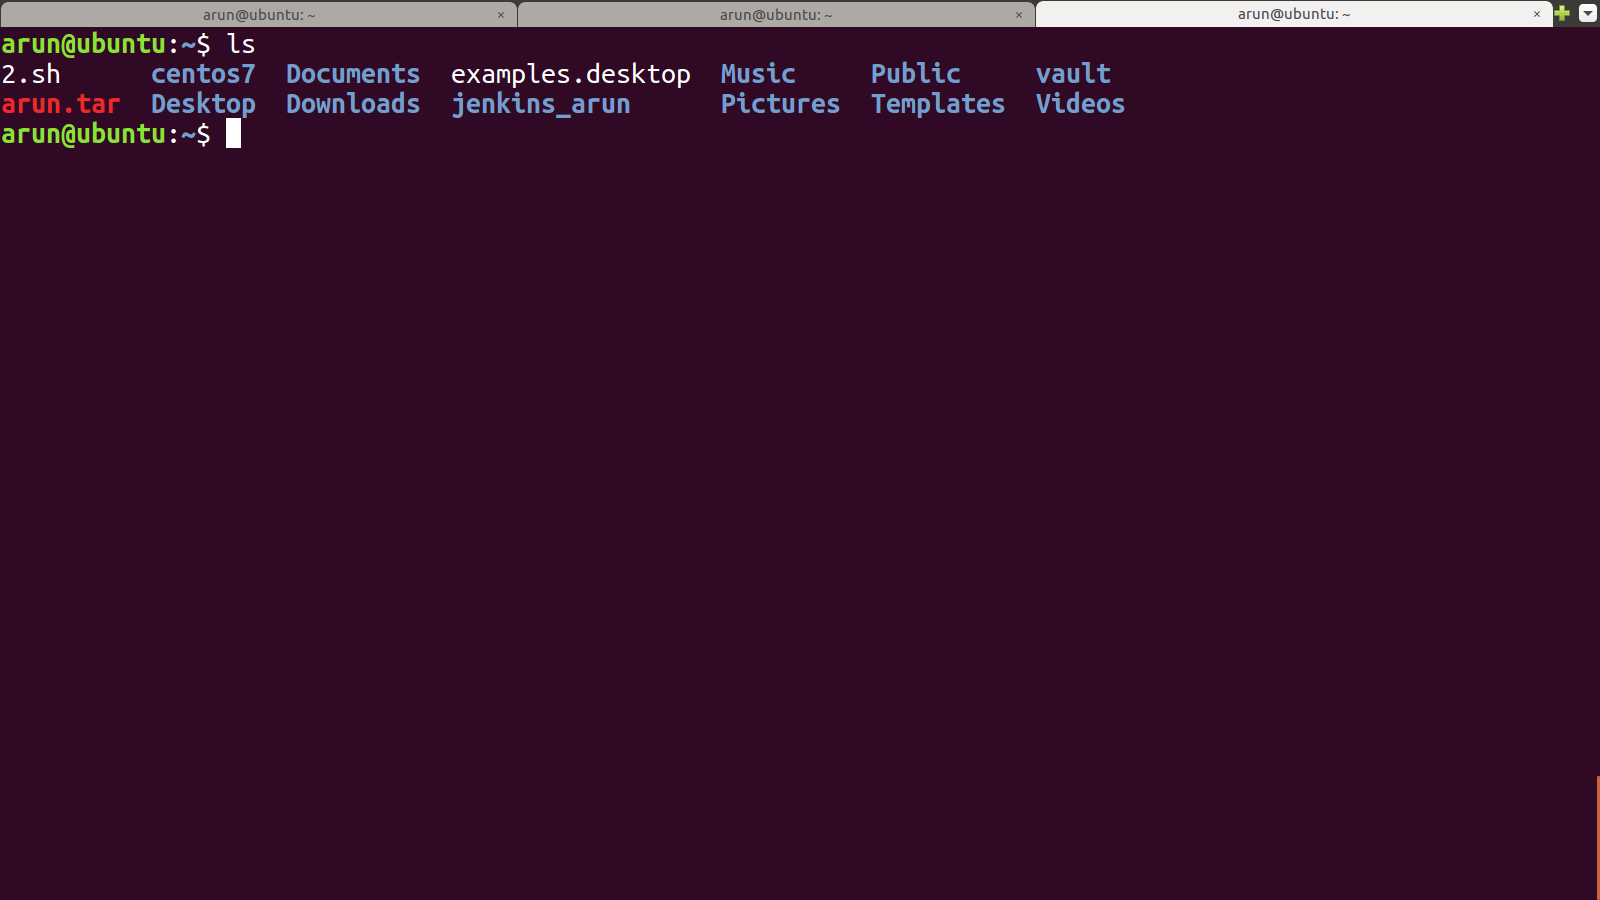 arun@ubuntu: ~ × arun@ubuntu: ~ × arun@ubuntu: ~ ×
arun@ubuntu:~$ ls
2.sh centos7 Documents examples.desktop Music Public vault
arun.tar Desktop Downloads jenkins_arun Pictures Templates Videos
arun@ubuntu:~$